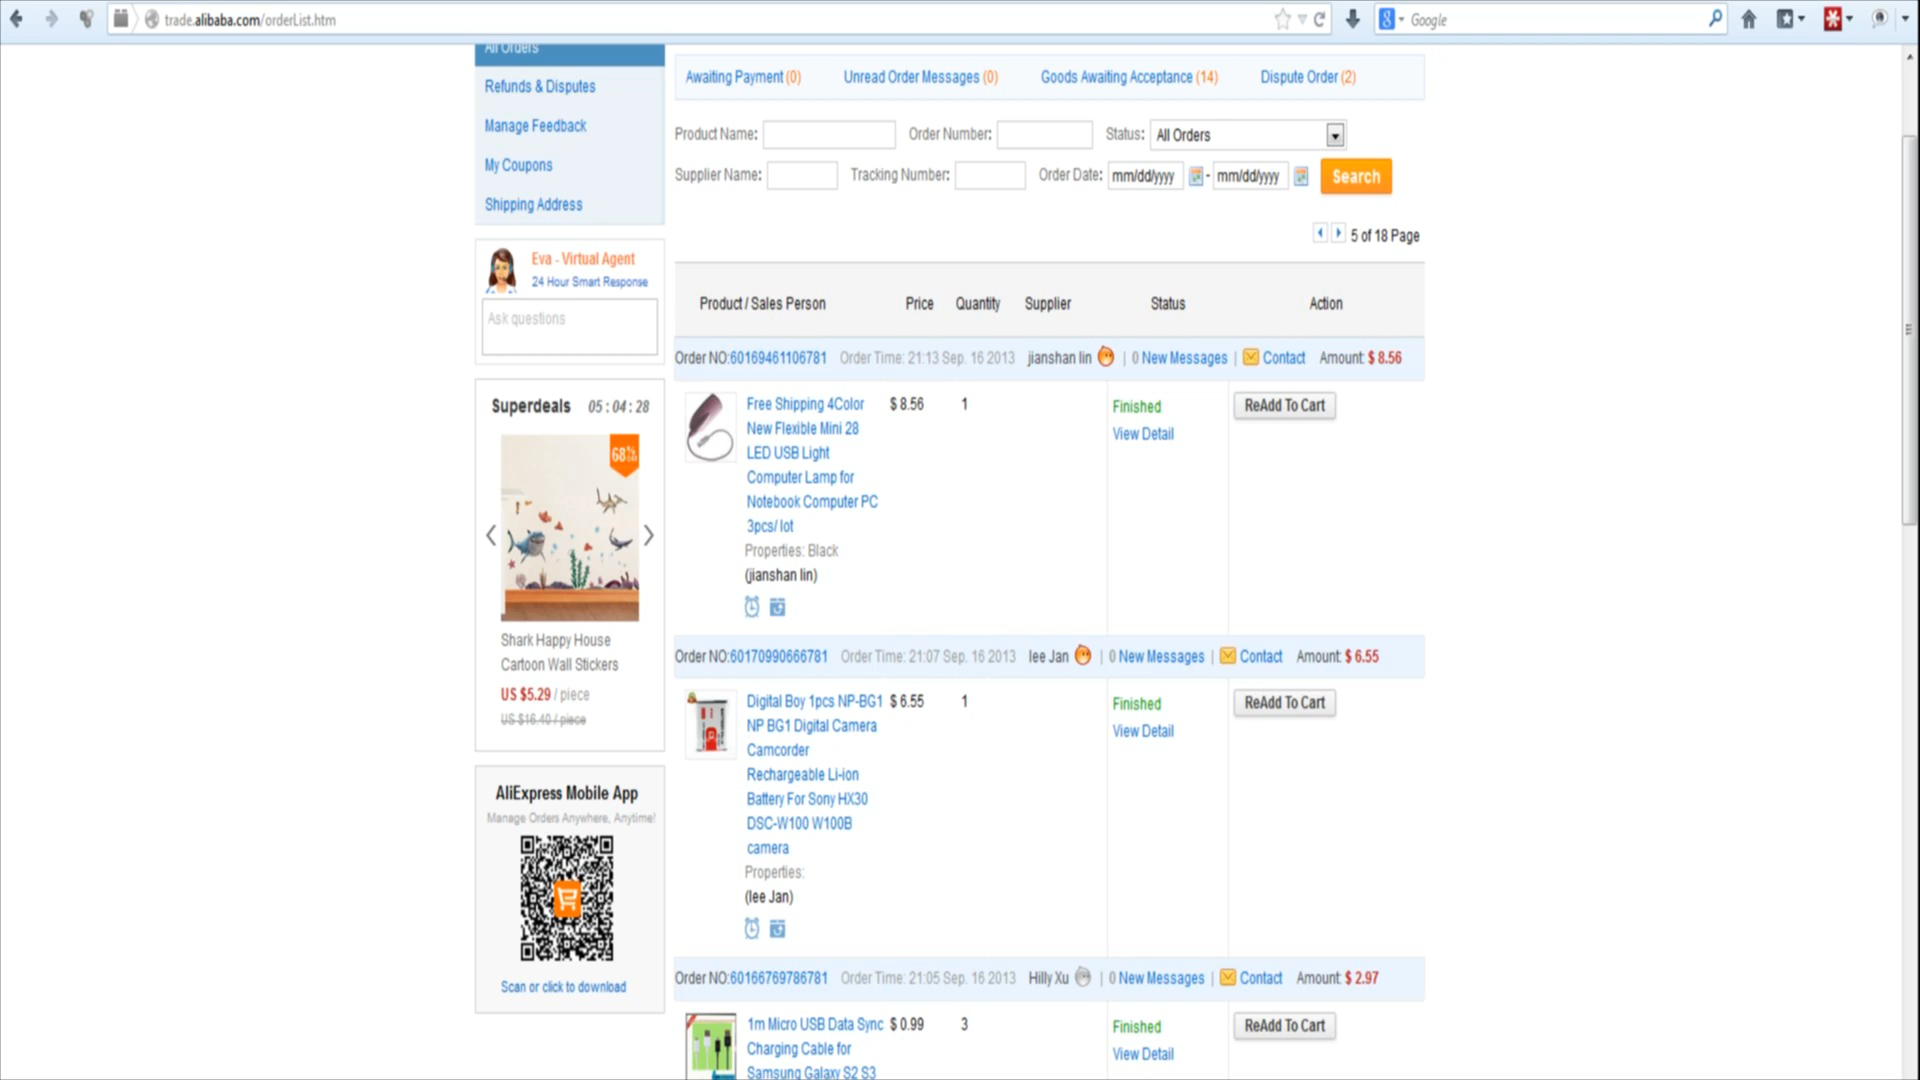 trade.alibaba.com/orderList.htm
Google
All Orders
Refunds & Disputes
Manage Feedback
My Coupons
Shipping Address
Eva - Virtual Agent
24 Hour Smart Response
Ask questions
Superdeals 05 : 04 : 28
68%
Shark Happy House
Cartoon Wall Stickers
US $5.29 / piece
US $16.40 / piece
AliExpress Mobile App
Manage Orders Anywhere, Anytime!
Scan or click to download
Awaiting Payment (0) Unread Order Messages (0) Goods Awaiting Acceptance (14) Dispute Order (2)
Product Name: Order Number: Status: All Orders
Supplier Name: Tracking Number: Order Date: mm/dd/yyyy - mm/dd/yyyy Search
5 of 18 Page
Product / Sales Person Price Quantity Supplier Status Action
Order NO:60169461106781 Order Time: 21:13 Sep. 16 2013 jianshan lin | 0 New Messages | Contact Amount: $ 8.56
Free Shipping 4Color $ 8.56 1 Finished ReAdd To Cart
New Flexible Mini 28 View Detail
LED USB Light
Computer Lamp for
Notebook Computer PC
3pcs/ lot
Properties: Black
(jianshan lin)
Order NO:60170990666781 Order Time: 21:07 Sep. 16 2013 lee Jan | 0 New Messages | Contact Amount: $ 6.55
Digital Boy 1pcs NP-BG1 $ 6.55 1 Finished ReAdd To Cart
NP BG1 Digital Camera View Detail
Camcorder
Rechargeable Li-ion
Battery For Sony HX30
DSC-W100 W100B
camera
Properties:
(lee Jan)
Order NO:60166769786781 Order Time: 21:05 Sep. 16 2013 Hilly Xu | 0 New Messages | Contact Amount: $ 2.97
1m Micro USB Data Sync $ 0.99 3 Finished ReAdd To Cart
Charging Cable for View Detail
Samsung Galaxy S2 S3